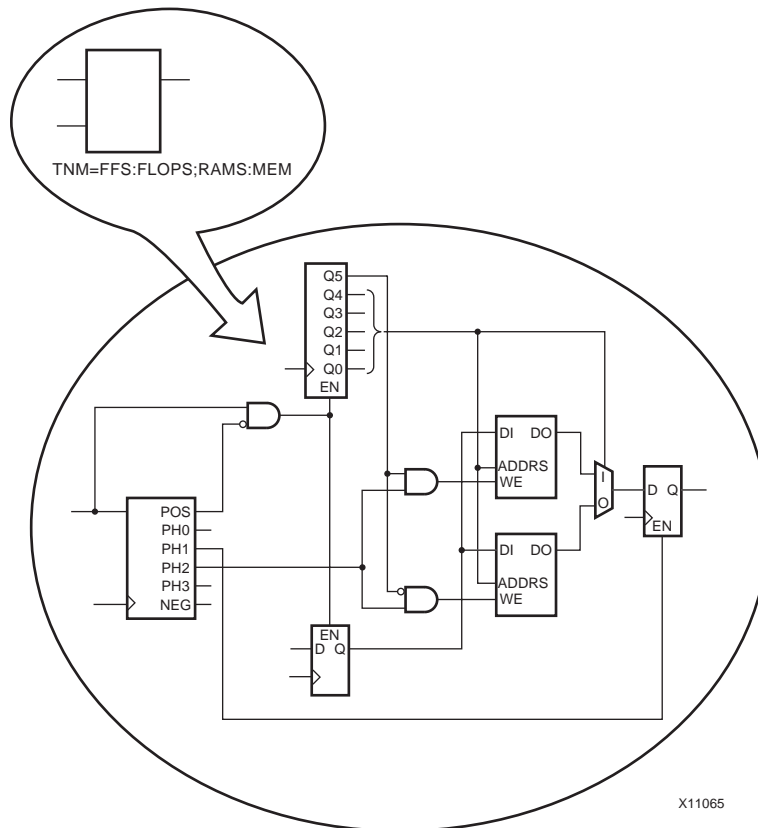 TNM=FFS:FLOPS;RAMS:MEM
Q5
Q4
Q3
Q2
Q1
Q0
EN
DI DO
ADDRS
WE
I
O
D Q
EN
POS
PH0
PH1
PH2
PH3
NEG
DI DO
ADDRS
WE
EN
D Q
X11065